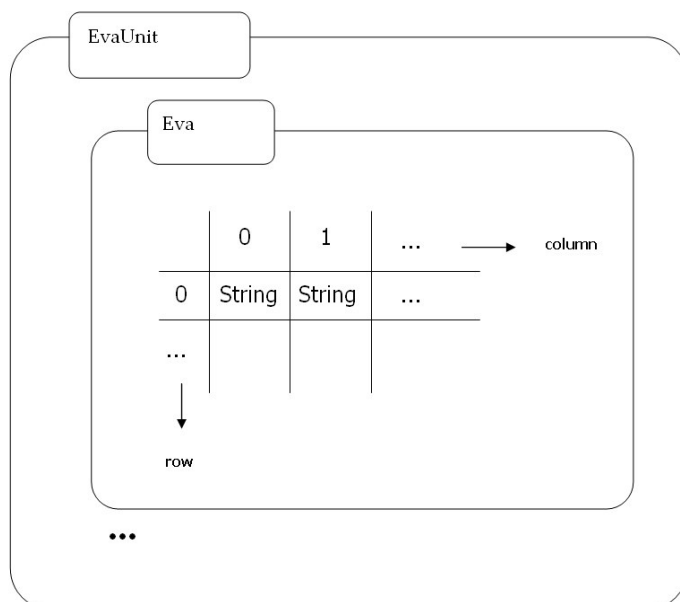 EvaUnit
Eva
0 1 ... column
0 String String ...
...
row
...